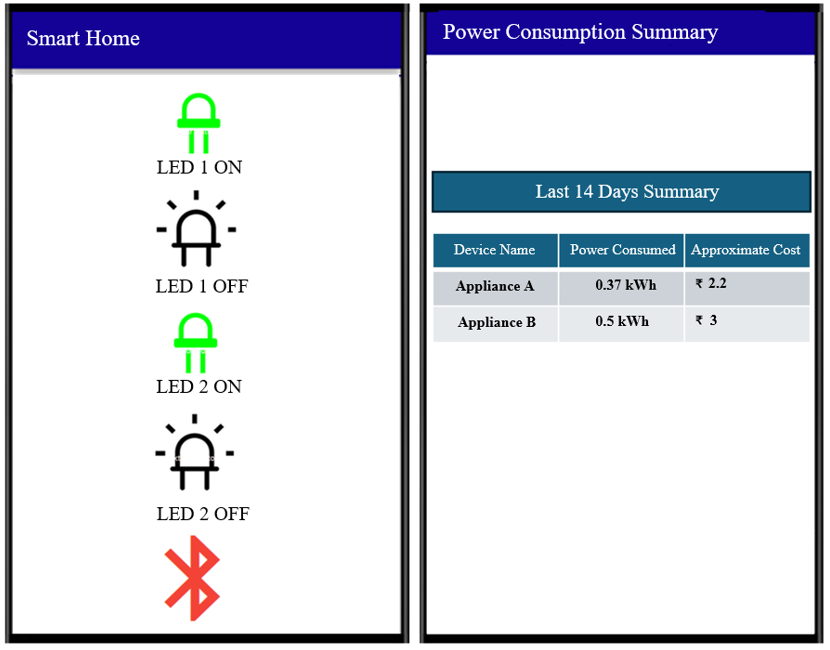 Smart Home
LED 1 ON
LED 1 OFF
LED 2 ON
LED 2 OFF
Power Consumption Summary
Last 14 Days Summary
Device Name Power Consumed Approximate Cost
Appliance A 0.37 kWh ₹ 2.2
Appliance B 0.5 kWh ₹ 3